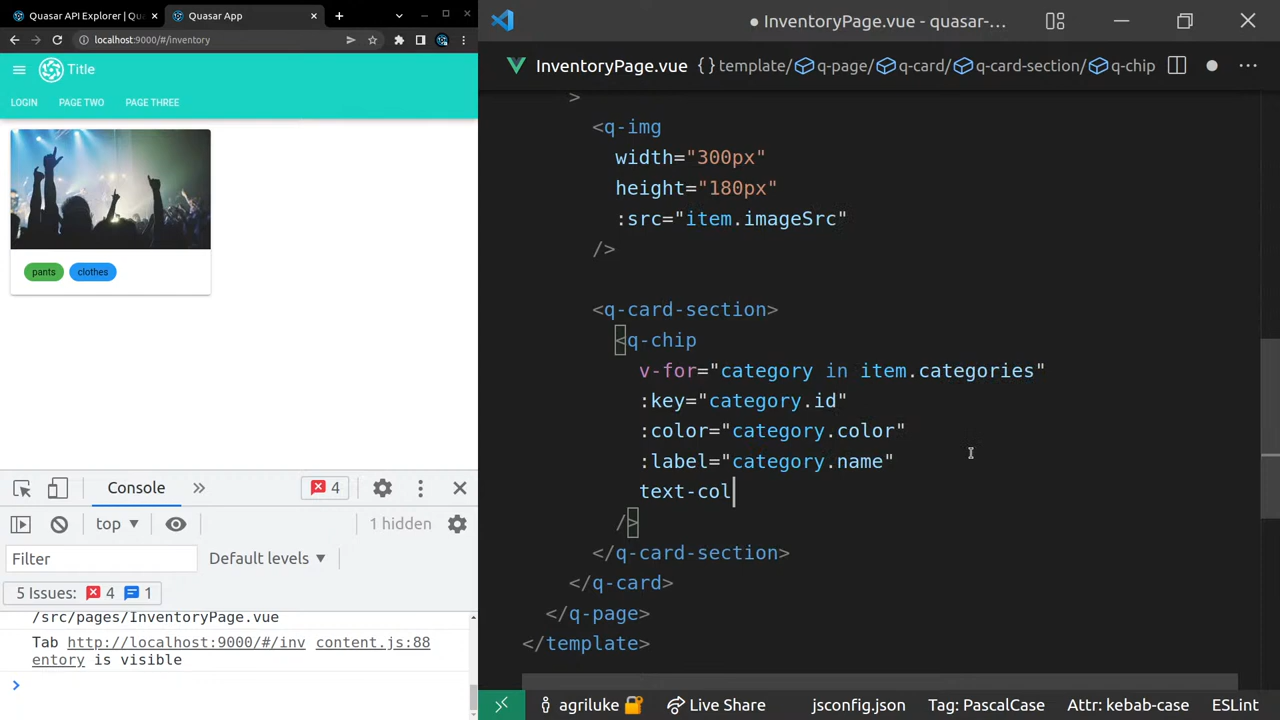 Quasar API Explorer | Qu
Quasar App
localhost:9000/#/inventory
Title
LOGIN
PAGE TWO
PAGE THREE
pants
clothes
Console
4
top
1 hidden
Filter
Default levels
5 Issues:
4
1
/src/pages/InventoryPage.vue
Tab http://localhost:9000/#/inv content.js:88
entory is visible
InventoryPage.vue - quasar-...
InventoryPage.vue
{} template/
q-page/
q-card/
q-card-section/
q-chip
>
<q-img
width="300px"
height="180px"
:src="item.imageSrc"
/>
<q-card-section>
<q-chip
v-for="category in item.categories"
:key="category.id"
:color="category.color"
:label="category.name"
text-col
/>
</q-card-section>
</q-card>
</q-page>
</template>
agriluke
Live Share
jsconfig.json
Tag: PascalCase
Attr: kebab-case
ESLint